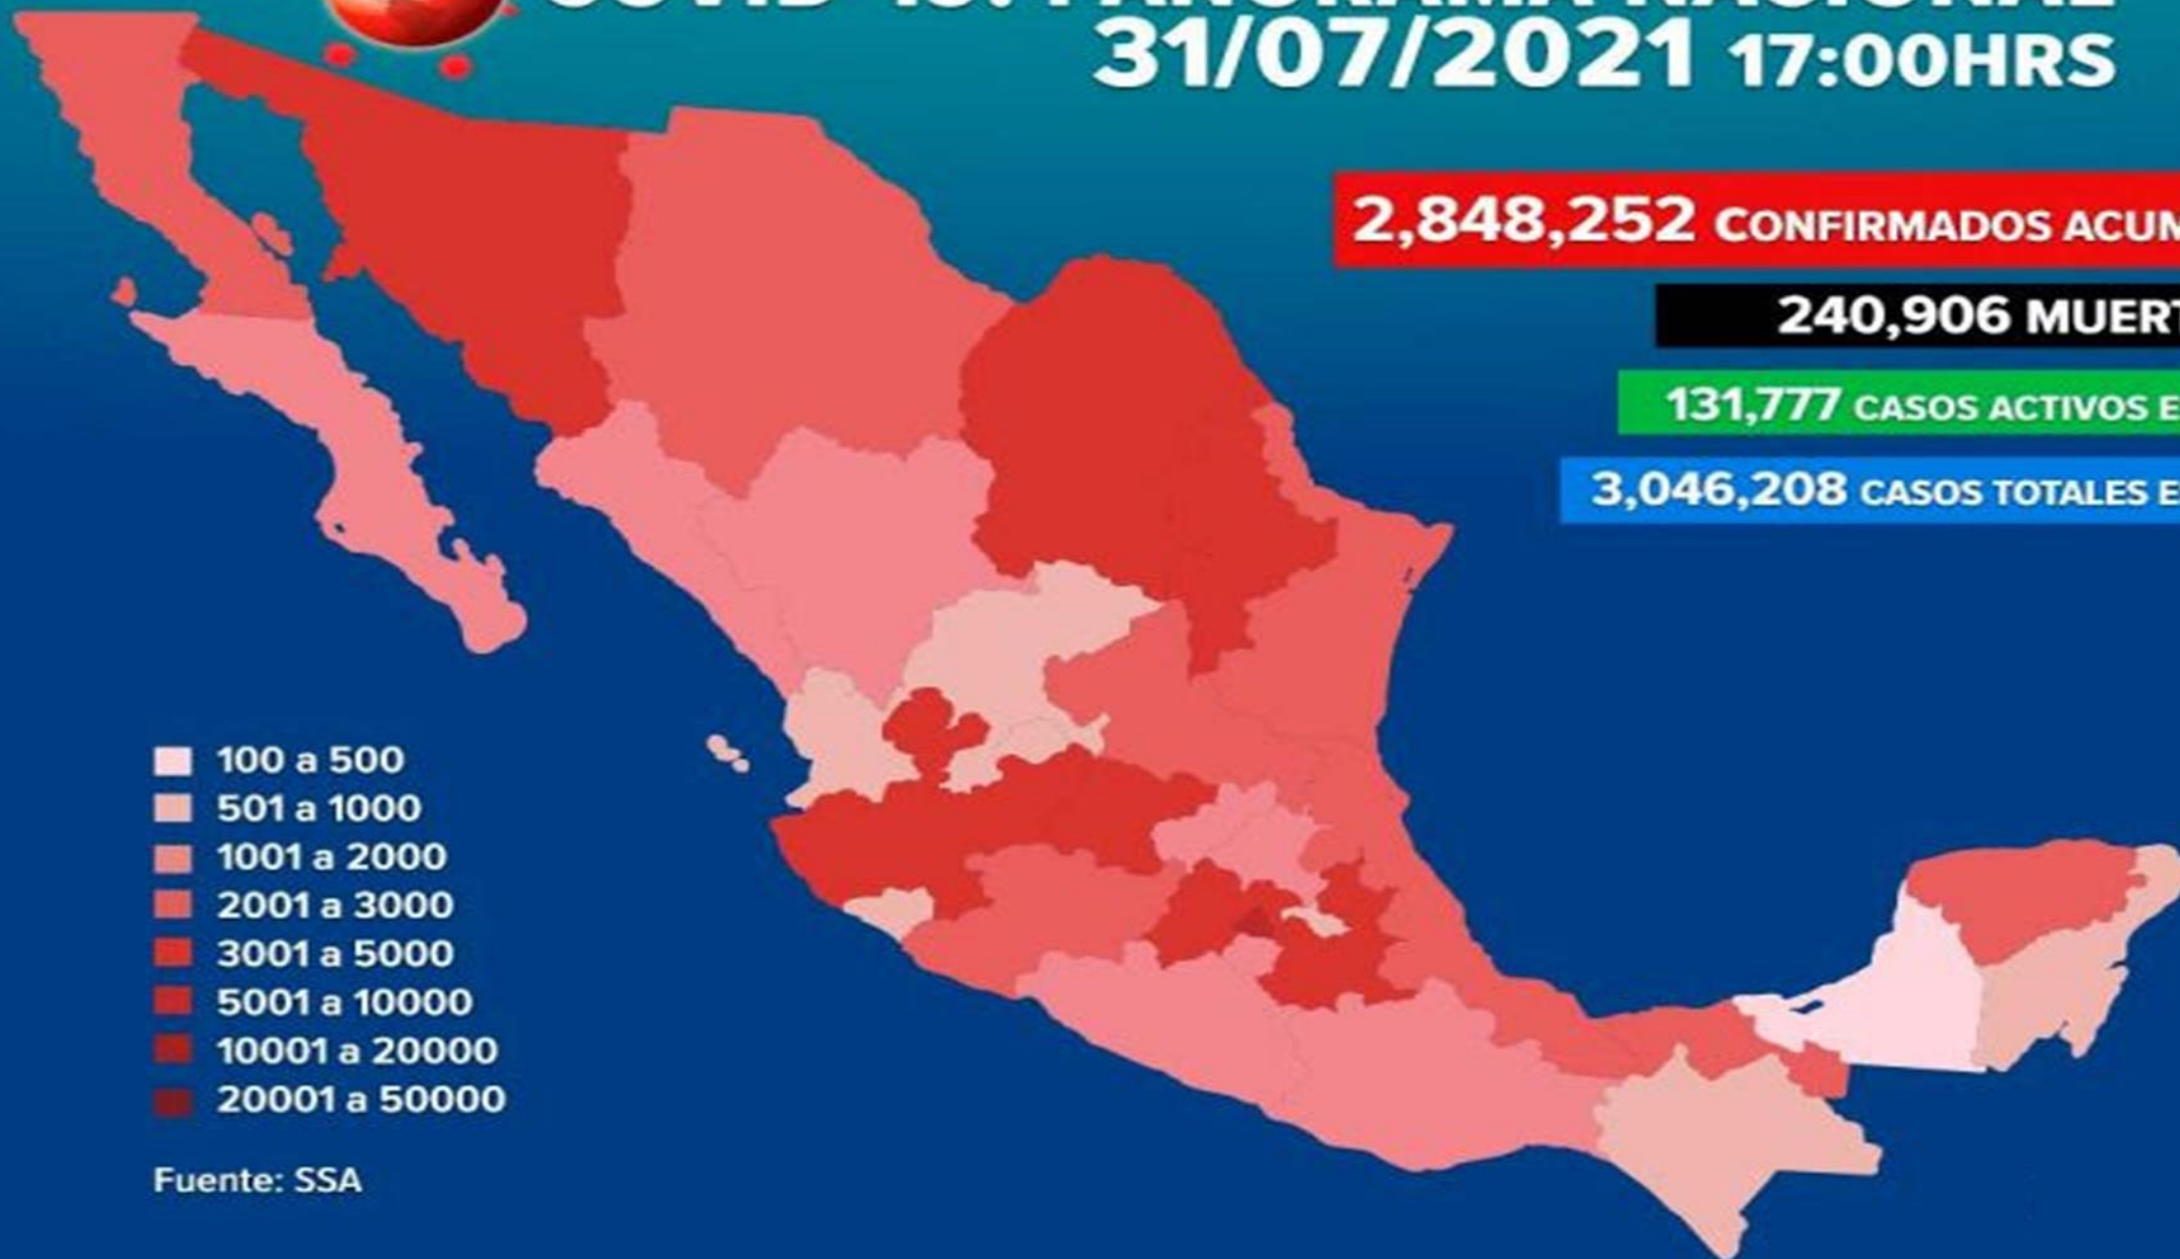 PANORAMA NACIONAL
31/07/2021 17:00HRS
2,848,252 CONFIRMADOS
240,906
131,777 CASOS ACTIVOS
3,046,208 CASOS TOTALES
100 a 500
501 a 1000
1001 a 2000
2001 a 3000
3001 a 5000
5001 a 10000
10001 a 20000
20001 a 50000
Fuente: SSA